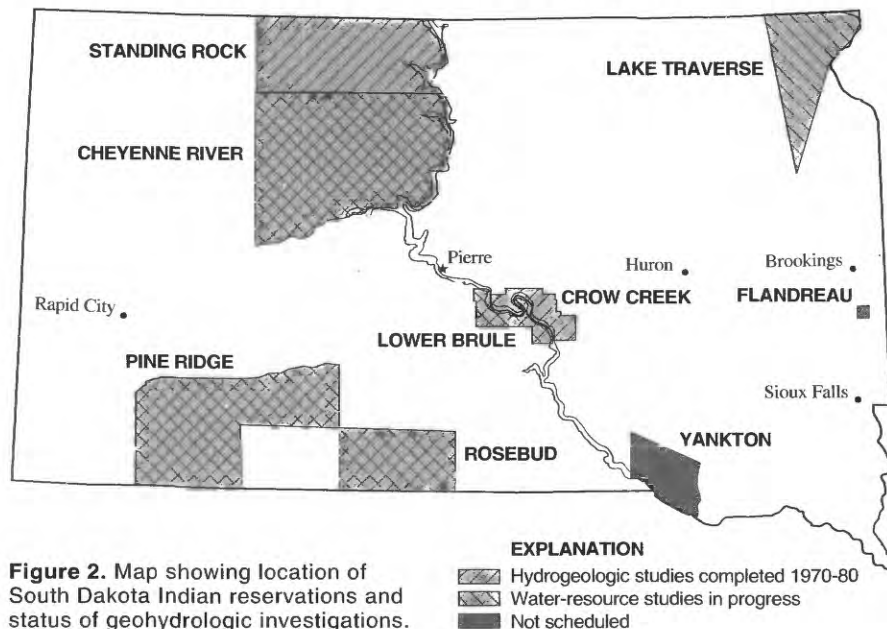 STANDING ROCK
LAKE TRAVERSE
CHEYENNE RIVER
Pierre
Huron
Brookings
CROW CREEK
FLANDREAU
Rapid City
LOWER BRULE
PINE RIDGE
Sioux Falls
YANKTON
ROSEBUD
EXPLANATION
Hydrogeologic studies completed 1970-80
Water-resource studies in progress
Not scheduled
Figure 2. Map showing location of
South Dakota Indian reservations and
status of geohydrologic investigations.